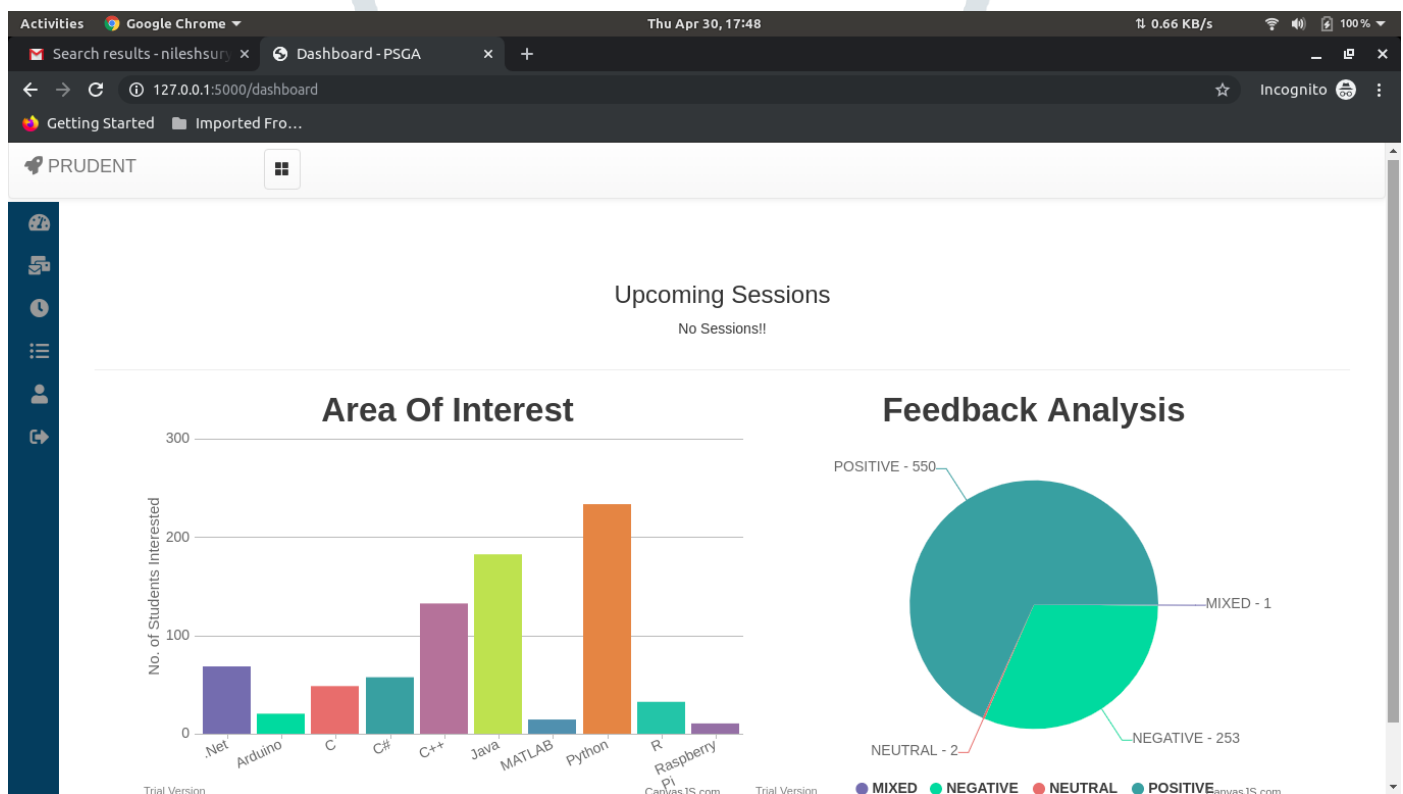 Activities Google Chrome Thu Apr 30, 17:48 0.66 KB/s 100 %
Search results - nileshsury Dashboard - PSGA
127.0.0.1:5000/dashboard Incognito
Getting Started Imported Fro...
PRUDENT
Upcoming Sessions
No Sessions!!
Area Of Interest
300
200
100
0
No. of Students Interested
.Net
Arduino
C
C#
C++
Java
MATLAB
Python
R
Raspberry
Pi
Trial Version
CanvasJS.com
Feedback Analysis
POSITIVE - 550
MIXED - 1
NEGATIVE - 253
NEUTRAL - 2
MIXED NEGATIVE NEUTRAL POSITIVE
Trial Version
CanvasJS.com